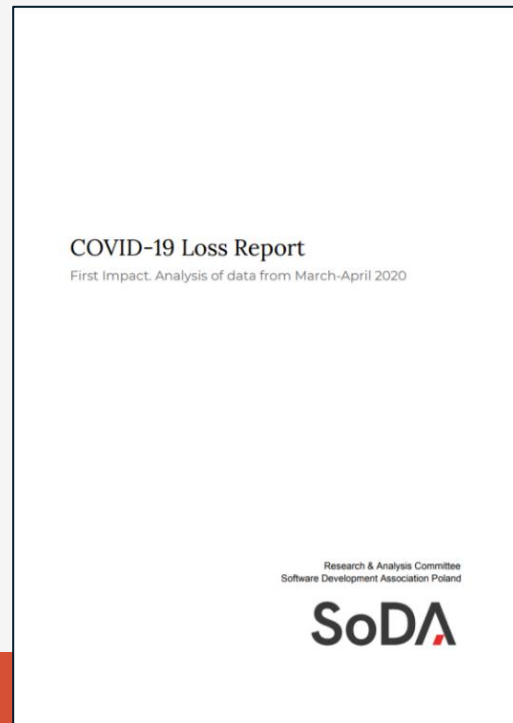 COVID-19 Loss Report
First Impact. Analysis of data from March-April 2020
Research & Analysis Committee
Software Development Association Poland
SoDA